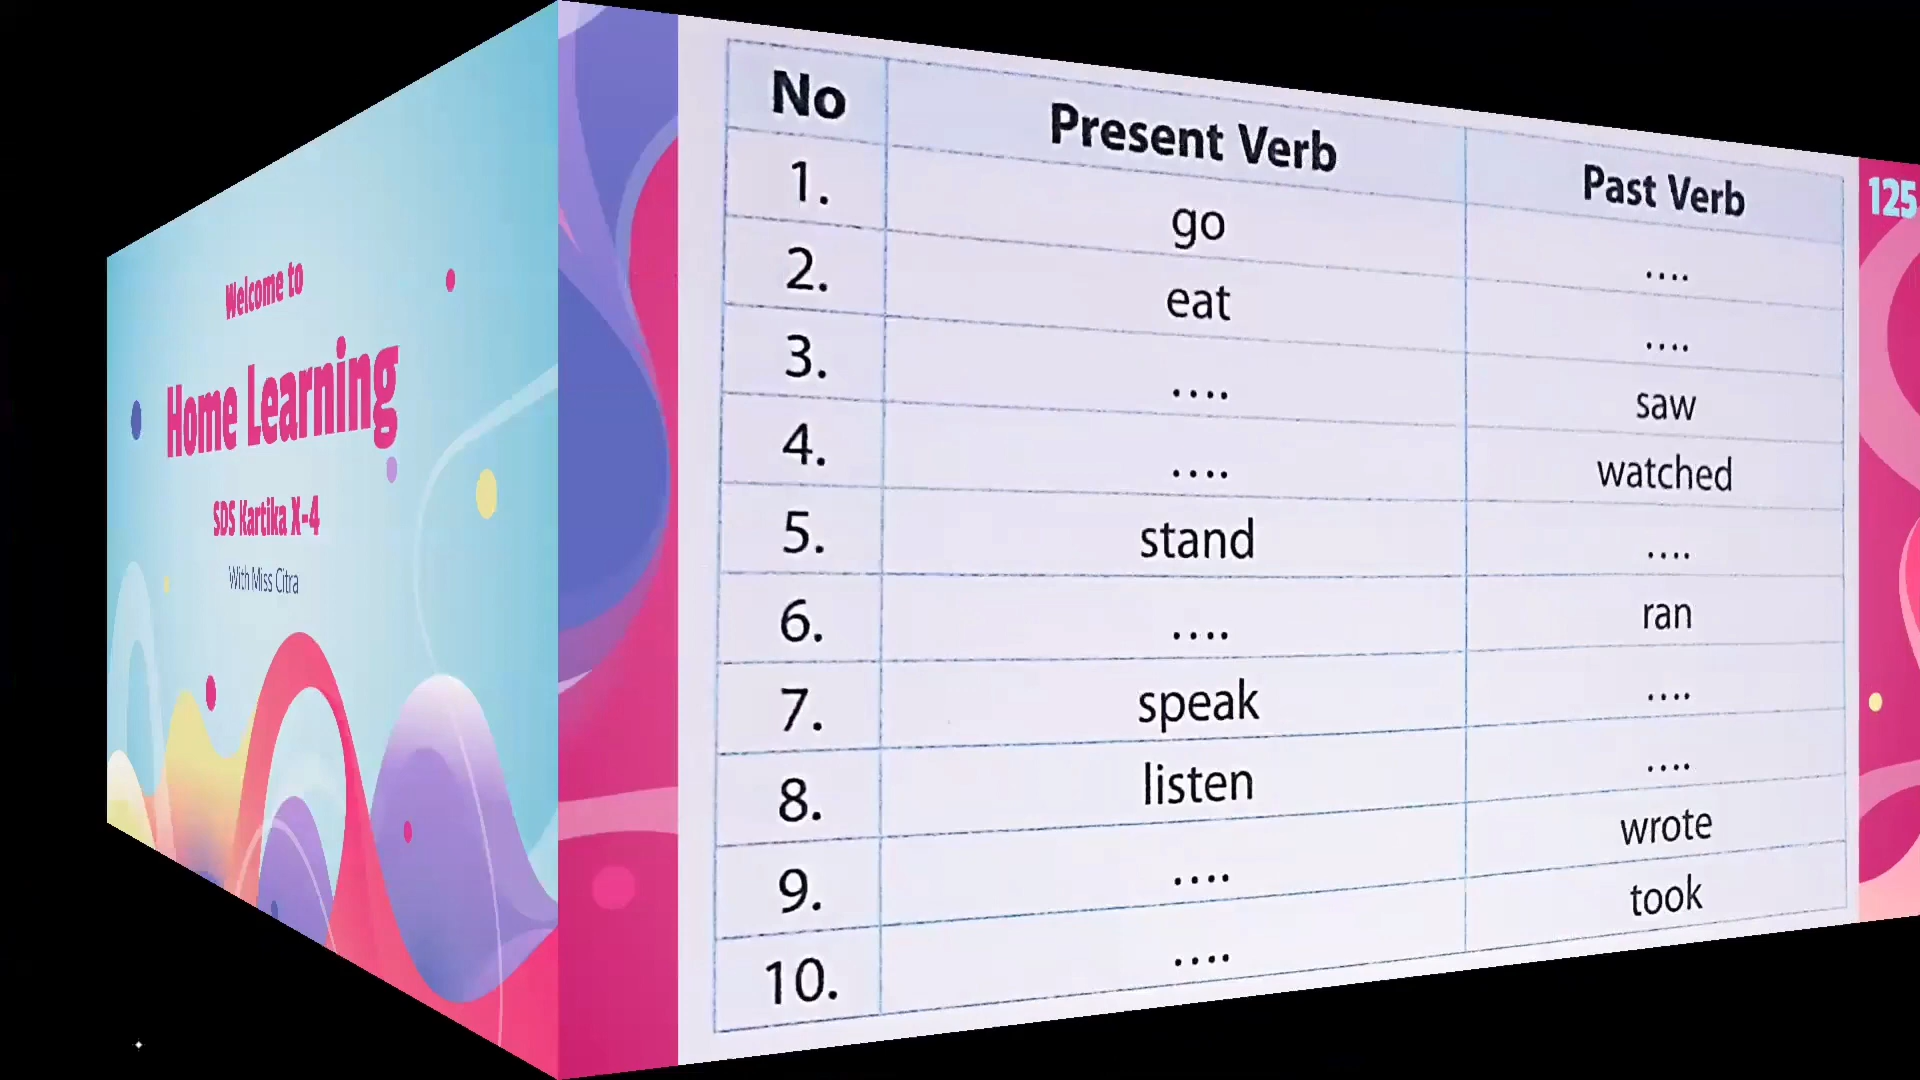 Welcome to
Home Learning
SDS Kartika X-4
With Miss Citra
No Present Verb Past Verb
1. go ....
2. eat ....
3. .... saw
4. .... watched
5. stand ....
6. .... ran
7. speak ....
8. listen ....
9. .... wrote
10. .... took
125